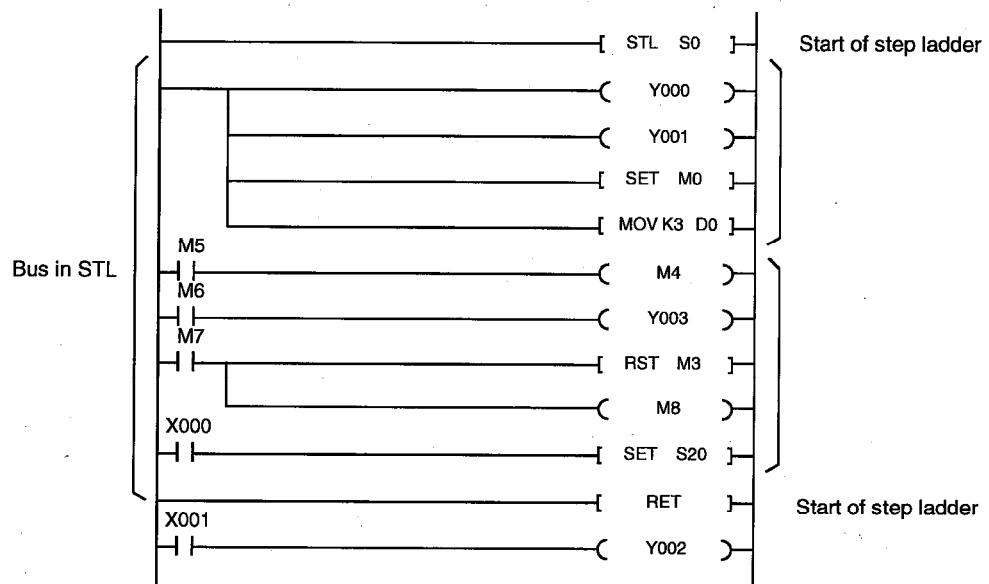 STL S0 Start of step ladder
Y000
Y001
SET M0
MOV K3 D0
Bus in STL
M5 M4
M6 Y003
M7 RST M3
M8
X000 SET S20
RET Start of step ladder
X001 Y002